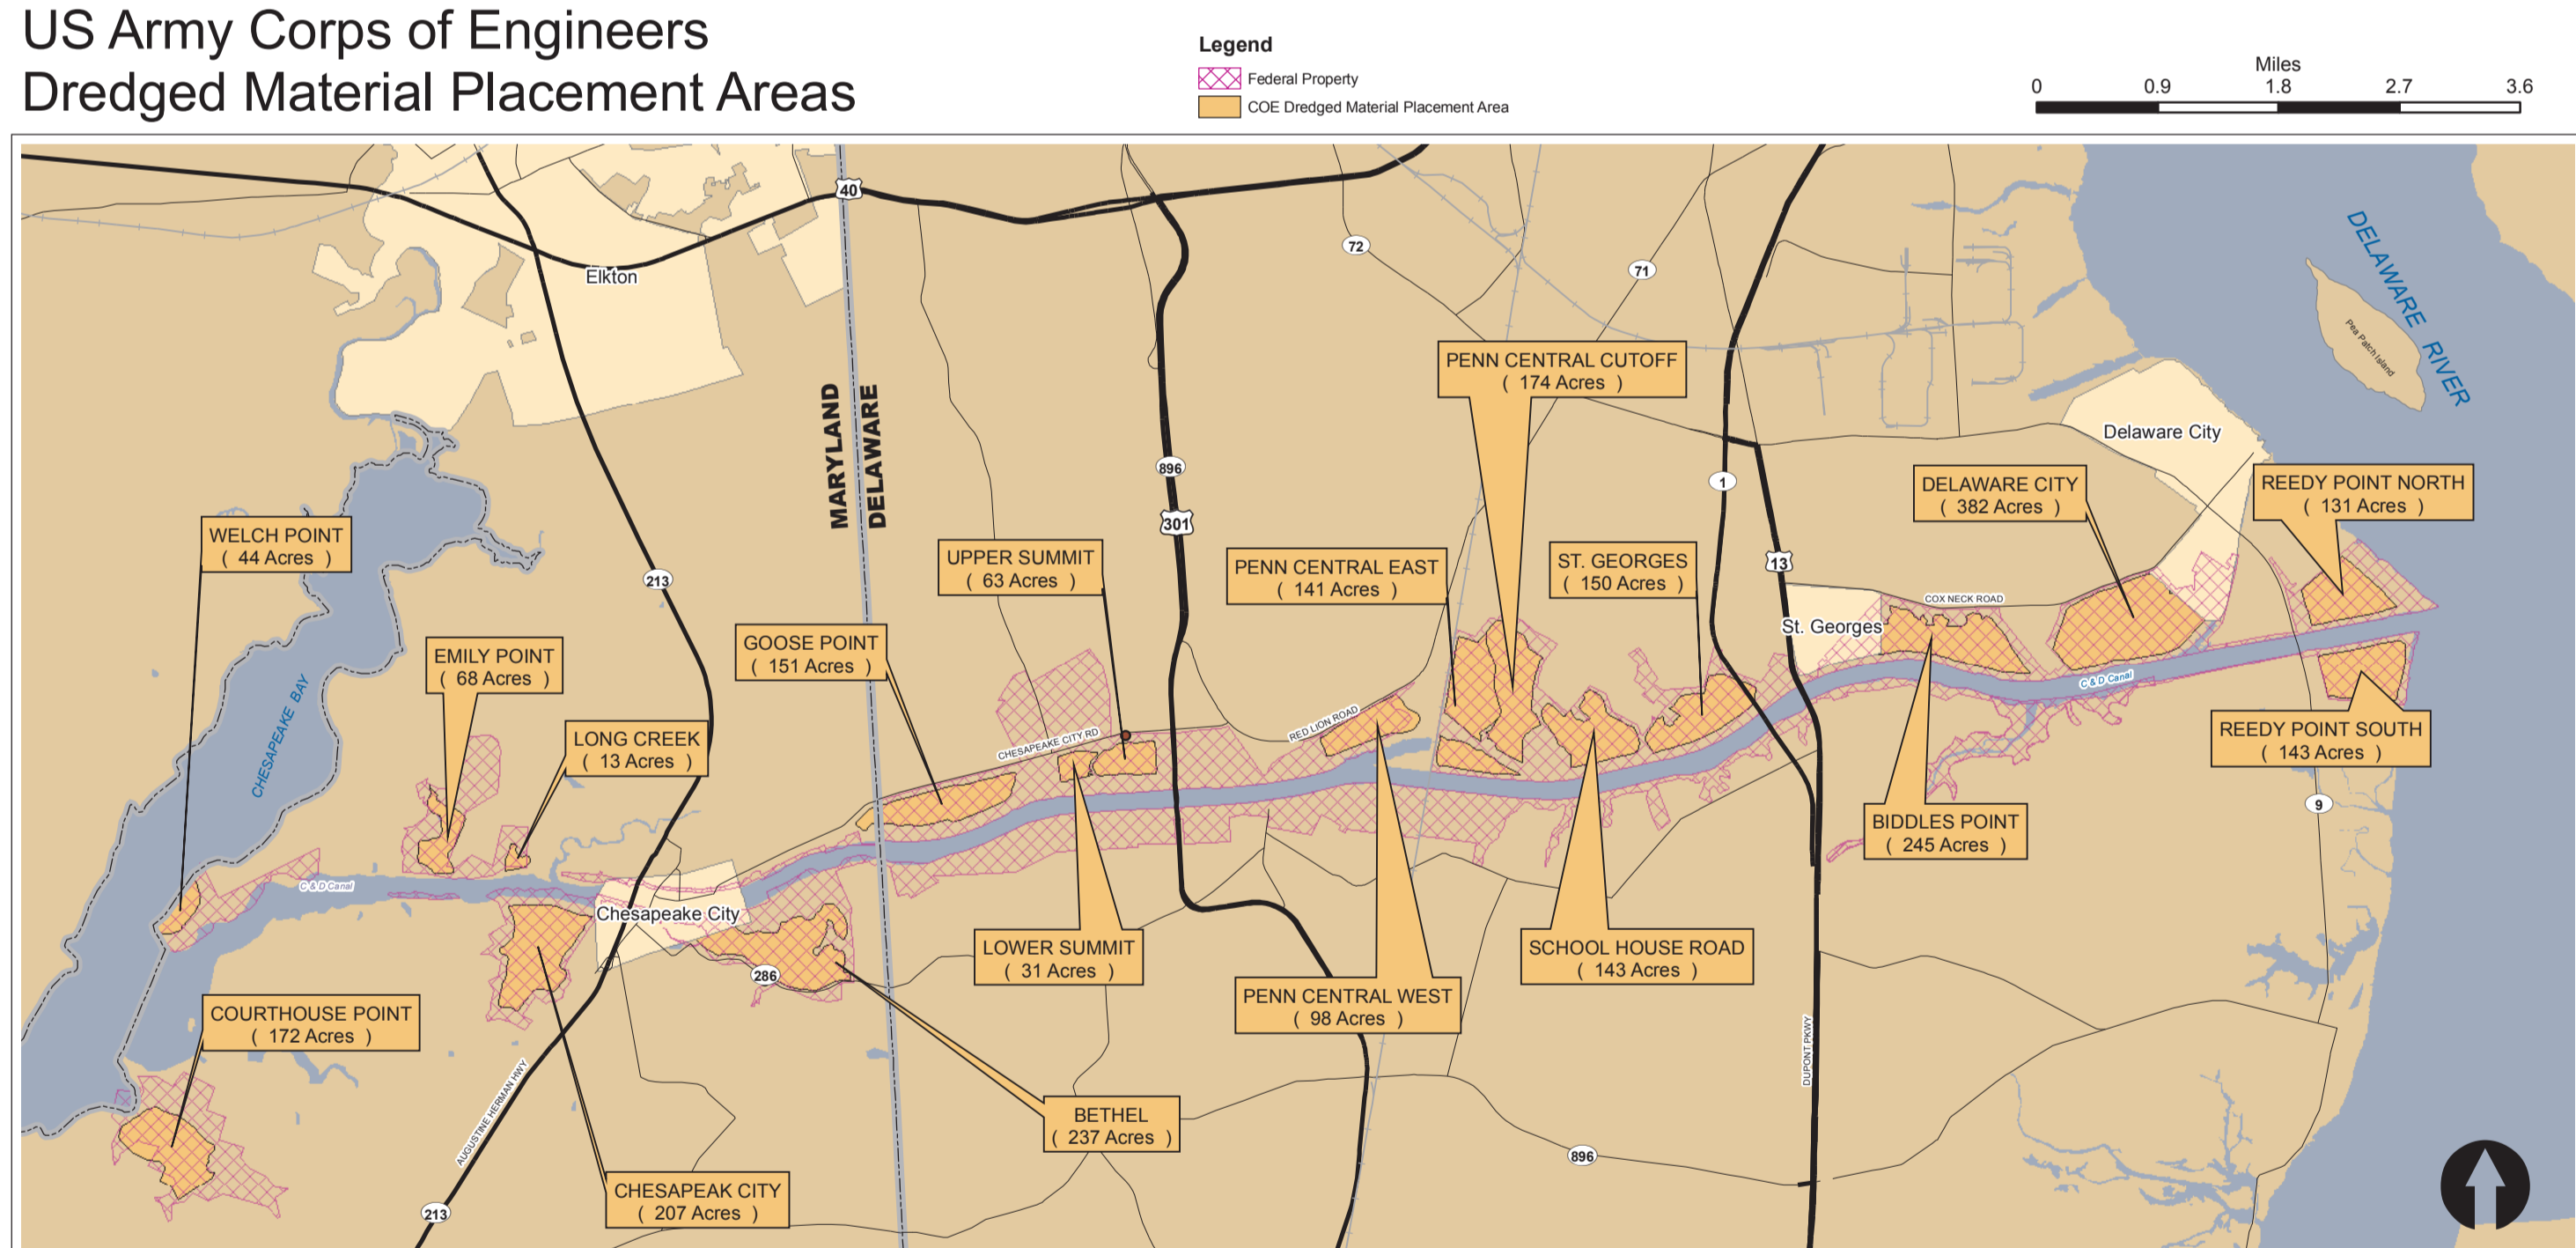 US Army Corps of Engineers
Dredged Material Placement Areas
Legend
Federal Property
COE Dredged Material Placement Area
Miles
0 0.9 1.8 2.7 3.6
40
72
71
Elkton
DELAWARE RIVER
Pea Patch Island
MARYLAND
DELAWARE
PENN CENTRAL CUTOFF
( 174 Acres )
Delaware City
896
1
301
213
13
WELCH POINT
( 44 Acres )
UPPER SUMMIT
( 63 Acres )
PENN CENTRAL EAST
( 141 Acres )
ST. GEORGES
( 150 Acres )
DELAWARE CITY
( 382 Acres )
REEDY POINT NORTH
( 131 Acres )
COX NECK ROAD
St. Georges
EMILY POINT
( 68 Acres )
GOOSE POINT
( 151 Acres )
CHESAPEAKE BAY
LONG CREEK
( 13 Acres )
CHESAPEAKE CITY RD
RED LION ROAD
C & D Canal
REEDY POINT SOUTH
( 143 Acres )
9
BIDDLES POINT
( 245 Acres )
C & D Canal
Chesapeake City
286
LOWER SUMMIT
( 31 Acres )
SCHOOL HOUSE ROAD
( 143 Acres )
PENN CENTRAL WEST
( 98 Acres )
COURTHOUSE POINT
( 172 Acres )
AUGUSTINE HERMAN HWY
DUPONT PKWY
BETHEL
( 237 Acres )
896
CHESAPEAK CITY
( 207 Acres )
213